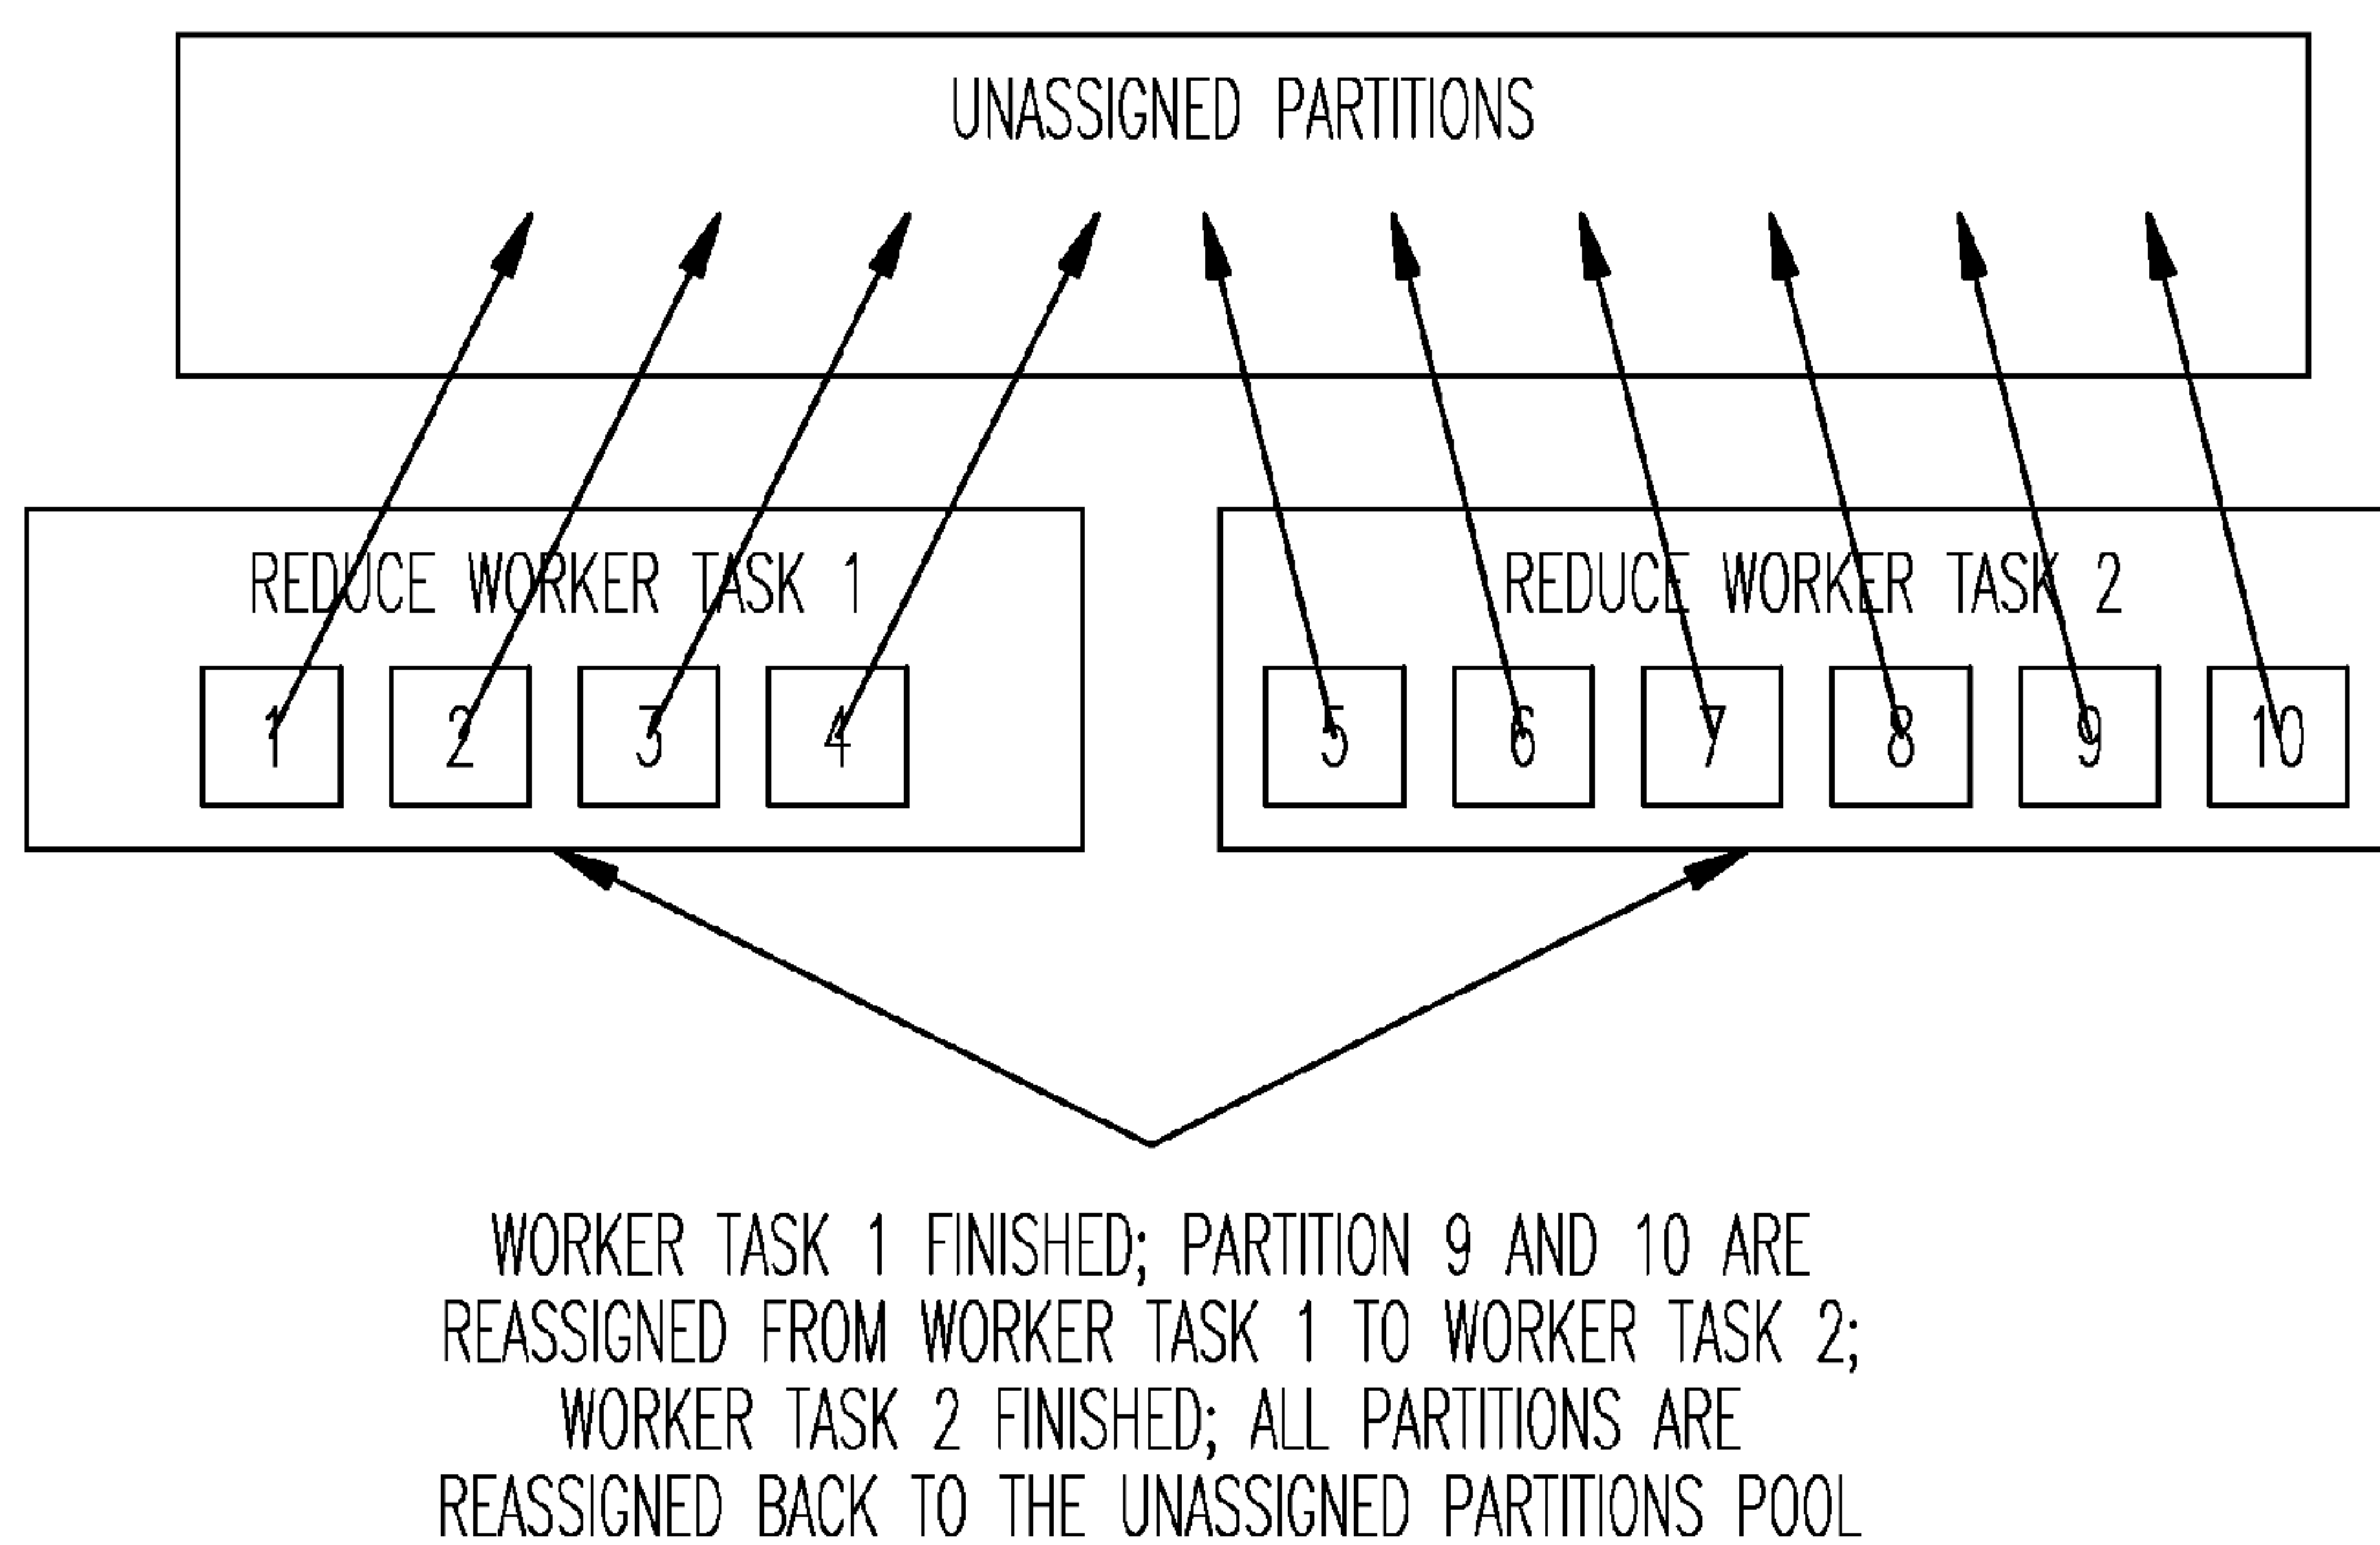 UNASSIGNED PARTITIONS
REDUCE WORKER TASK 1
REDUCE WORKER TASK 2
1 2 3 4 5 6 7 8 9 10
WORKER TASK 1 FINISHED; PARTITION 9 AND 10 ARE
REASSIGNED FROM WORKER TASK 1 TO WORKER TASK 2;
WORKER TASK 2 FINISHED; ALL PARTITIONS ARE
REASSIGNED BACK TO THE UNASSIGNED PARTITIONS POOL